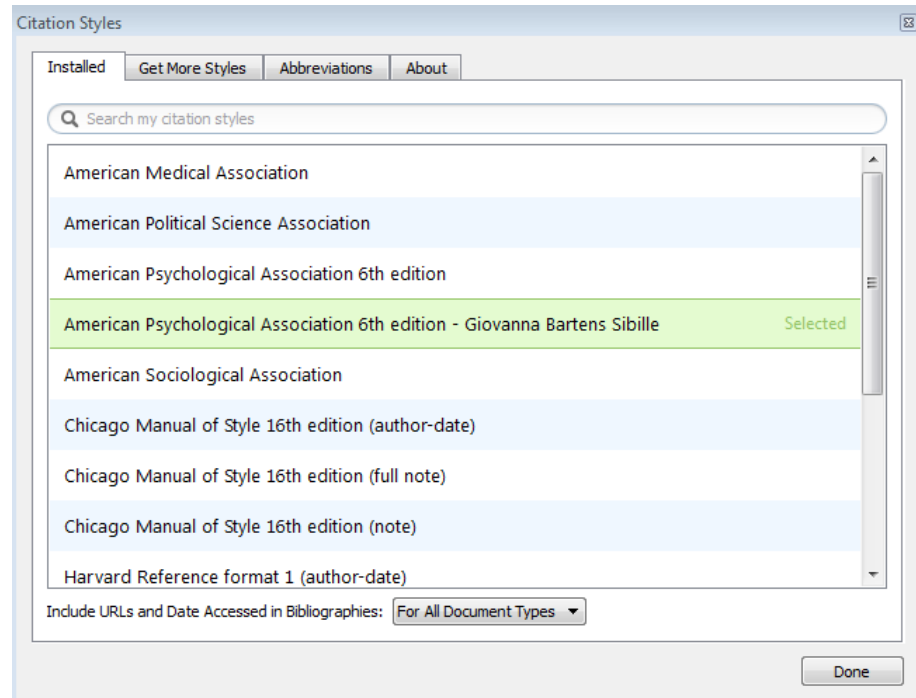 Citation Styles
Installed Get More Styles Abbreviations About
Search my citation styles
American Medical Association
American Political Science Association
American Psychological Association 6th edition
American Psychological Association 6th edition - Giovanna Bartens Sibille Selected
American Sociological Association
Chicago Manual of Style 16th edition (author-date)
Chicago Manual of Style 16th edition (full note)
Chicago Manual of Style 16th edition (note)
Harvard Reference format 1 (author-date)
Include URLs and Date Accessed in Bibliographies: For All Document Types
Done